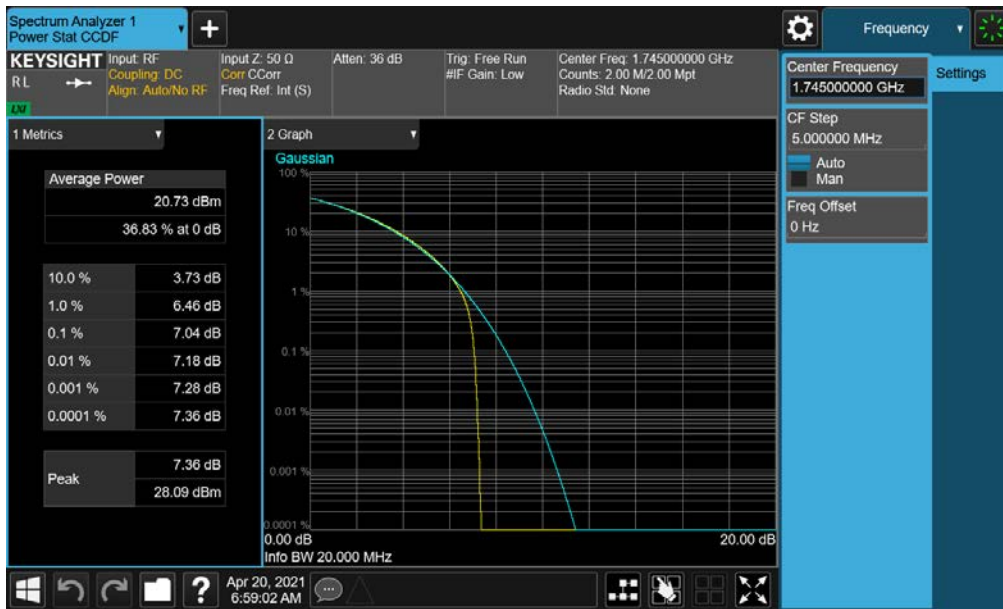 Spectrum Analyzer 1
Power Stat CCDF
+
Frequency
KEYSIGHT
RL
LXI
Input: RF
Coupling: DC
Align: Auto/No RF
Input Z: 50 Ω
Corr CCorr
Freq Ref: Int (S)
Atten: 36 dB
Trig: Free Run
#IF Gain: Low
Center Freq: 1.745000000 GHz
Counts: 2.00 M/2.00 Mpt
Radio Std: None
Center Frequency
1.745000000 GHz
Settings
CF Step
5.000000 MHz
Auto
Man
Freq Offset
0 Hz
1 Metrics
Average Power
20.73 dBm
36.83 % at 0 dB
10.0 % 3.73 dB
1.0 % 6.46 dB
0.1 % 7.04 dB
0.01 % 7.18 dB
0.001 % 7.28 dB
0.0001 % 7.36 dB
Peak
7.36 dB
28.09 dBm
2 Graph
Gaussian
100 %
10 %
1 %
0.1 %
0.01 %
0.001 %
0.0001 %
0.00 dB 20.00 dB
Info BW 20.000 MHz
?
Apr 20, 2021
6:59:02 AM